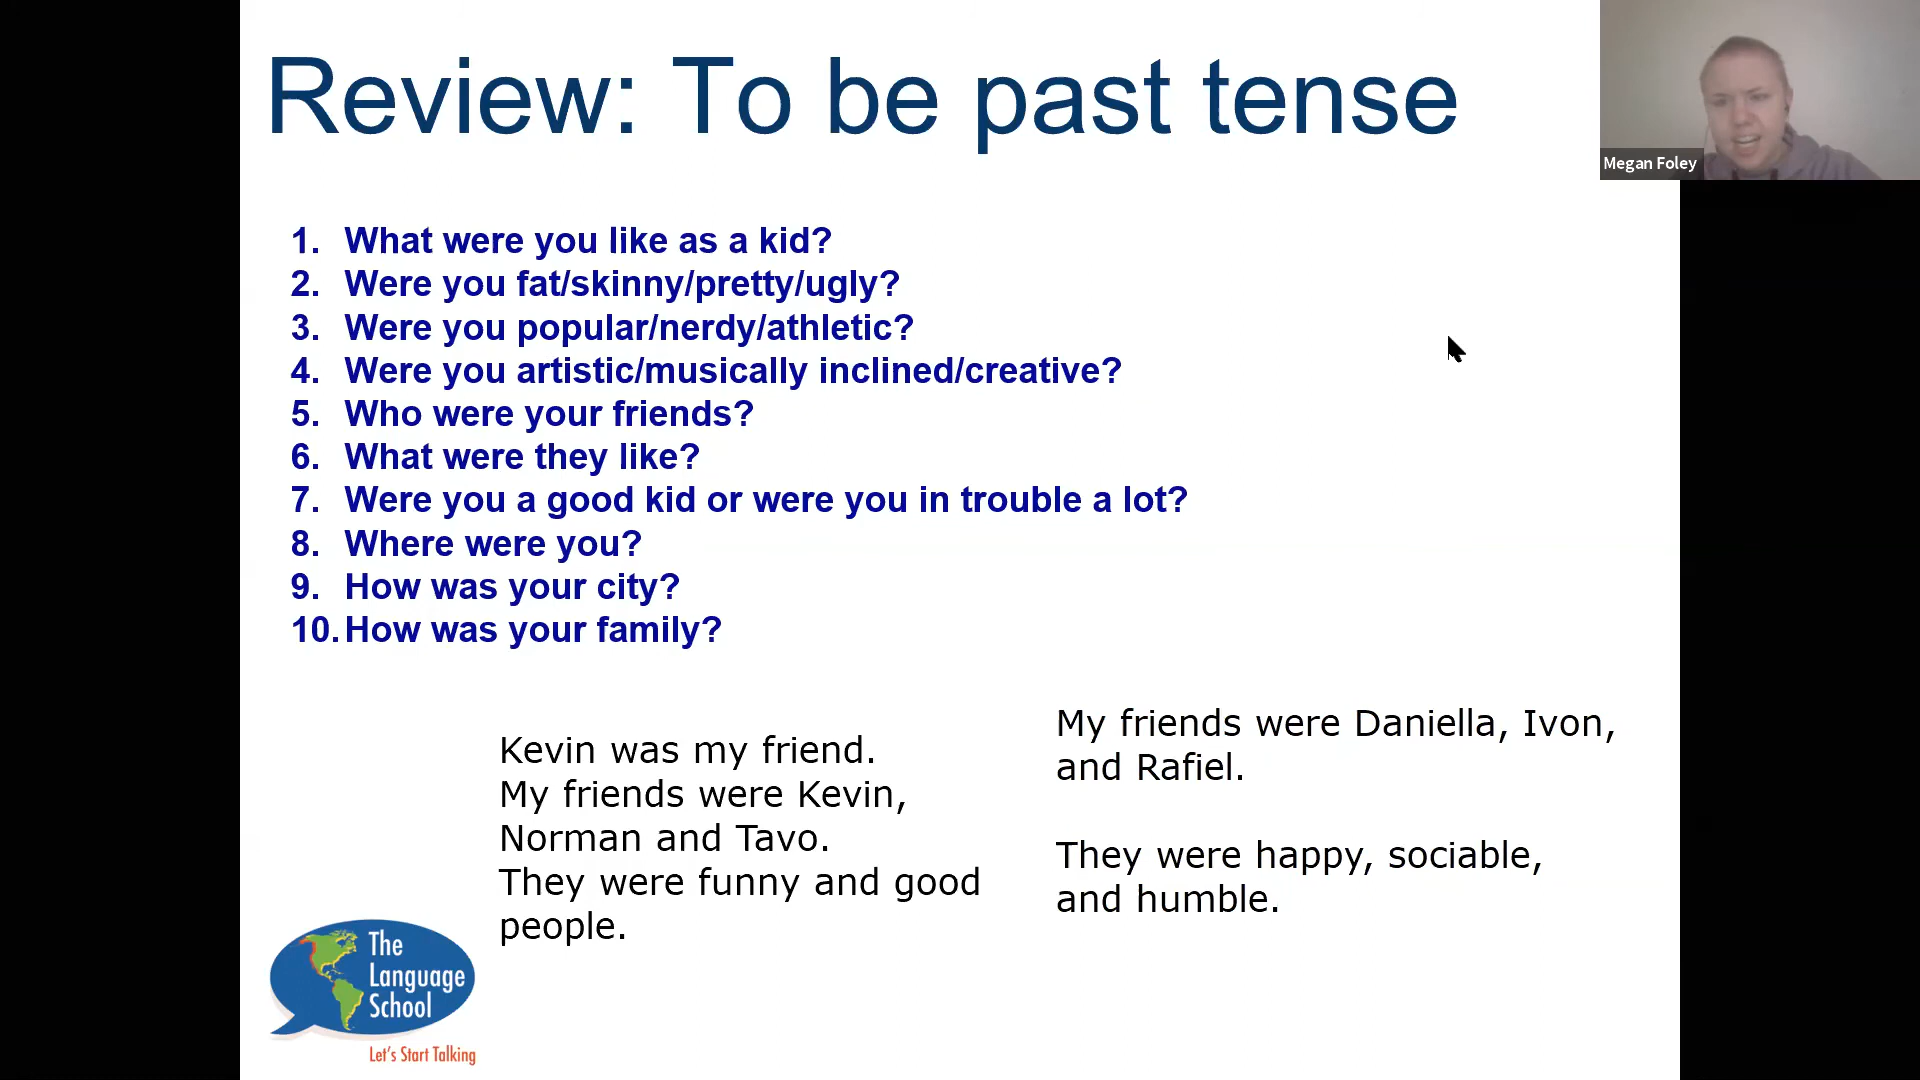 Review: To be past tense
Megan Foley
1. What were you like as a kid?
2. Were you fat/skinny/pretty/ugly?
3. Were you popular/nerdy/athletic?
4. Were you artistic/musically inclined/creative?
5. Who were your friends?
6. What were they like?
7. Were you a good kid or were you in trouble a lot?
8. Where were you?
9. How was your city?
10. How was your family?
Kevin was my friend.
My friends were Kevin,
Norman and Tavo.
They were funny and good
people.
My friends were Daniella, Ivon,
and Rafiel.
They were happy, sociable,
and humble.
The
Language
School
Let's Start Talking